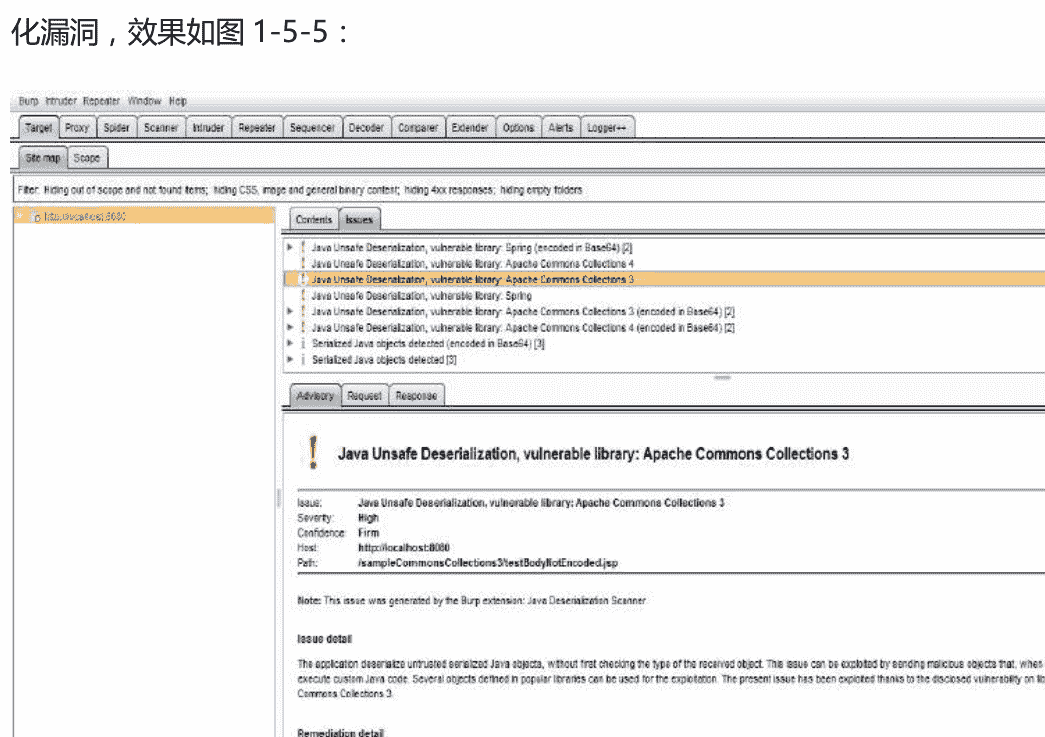 化漏洞，效果如图 1-5-5：
Burp Intruder Repeater Window Help
Target Proxy Spider Scanner Intruder Repeater Sequencer Decoder Comparer Extender Options Alerts Logger++
Site map Scope
Filter: Hiding out of scope and not found items; hiding CSS, image and general binary content; hiding 4xx responses; hiding empty folders
http://localhost:8080
Contents Issues
Java Unsafe Deserialization, vulnerable library: Spring (encoded in Base64) [2]
Java Unsafe Deserialization, vulnerable library: Apache Commons Collections 4
Java Unsafe Deserialization, vulnerable library: Apache Commons Collections 3
Java Unsafe Deserialization, vulnerable library: Spring
Java Unsafe Deserialization, vulnerable library: Apache Commons Collections 3 (encoded in Base64) [2]
Java Unsafe Deserialization, vulnerable library: Apache Commons Collections 4 (encoded in Base64) [2]
Serialized Java objects detected (encoded in Base64) [3]
Serialized Java objects detected [3]
Advisory Request Response
Java Unsafe Deserialization, vulnerable library: Apache Commons Collections 3
Issue: Java Unsafe Deserialization, vulnerable library: Apache Commons Collections 3
Severity: High
Confidence: Firm
Host: http://localhost:8080
Path: /sampleCommonsCollections3/testBodyNotEncoded.jsp
Note: This issue was generated by the Burp extension: Java Deserialization Scanner
Issue detail
The application deserialize untrusted serialized Java objects, without first checking the type of the received object. This issue can be exploited by sending malicious objects that, when
execute custom Java code. Several objects defined in popular libraries can be used for the exploitation. The present issue has been exploited thanks to the disclosed vulnerability on lib
Commons Collections 3.
Remediation detail